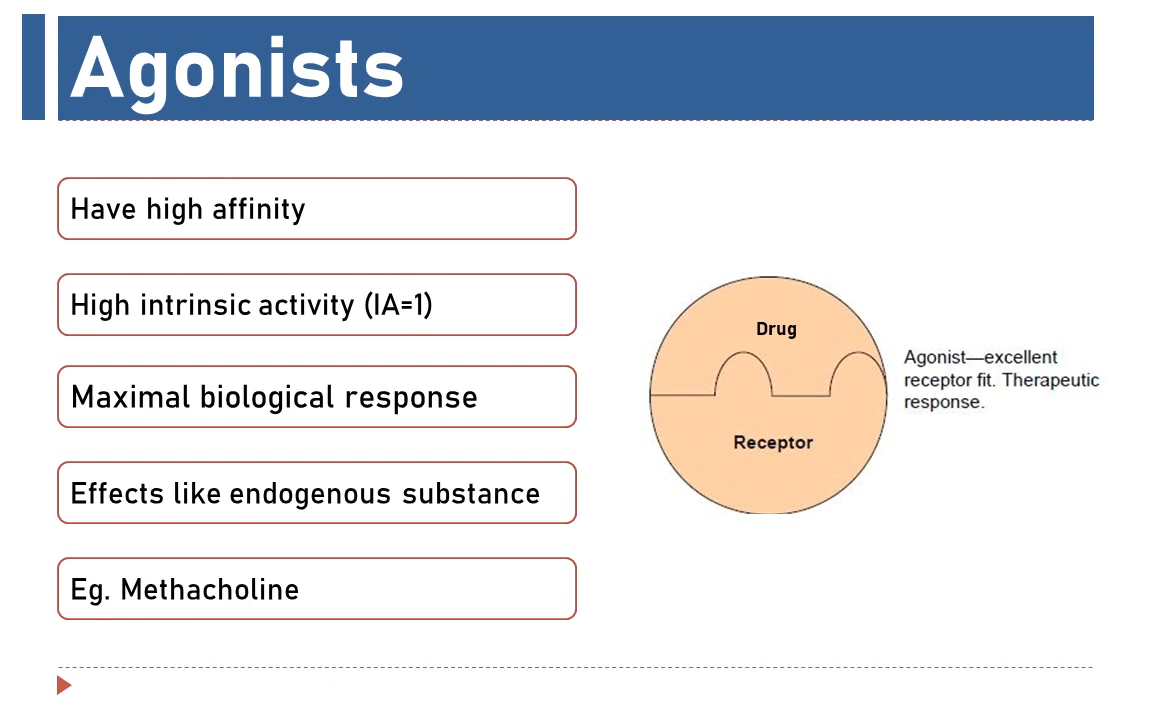 Agonists
Have high affinity
High intrinsic activity (IA=1)
Maximal biological response
Effects like endogenous substance
Eg. Methacholine
Drug
Receptor
Agonist—excellent
receptor fit. Therapeutic
response.